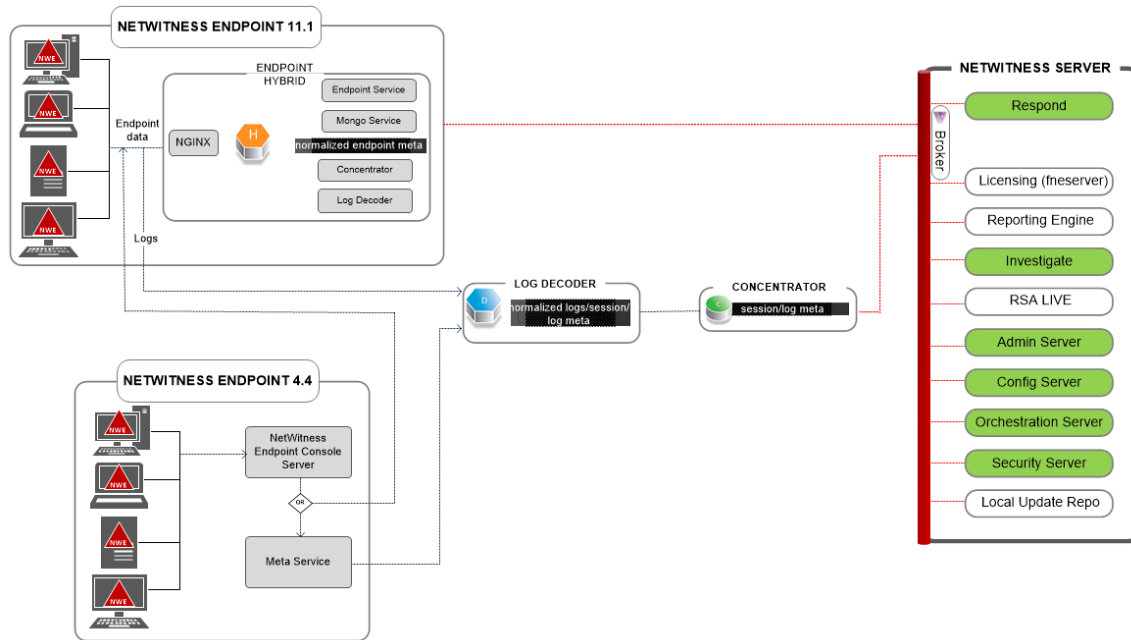 NETWITNESS ENDPOINT 11.1
NWE
NWE
NWE
NWE
Endpoint
data
Logs
ENDPOINT
HYBRID
NGINX
H
Endpoint Service
Mongo Service
normalized endpoint meta
Concentrator
Log Decoder
LOG DECODER
D
normalized logs/session/
log meta
CONCENTRATOR
C
session/log meta
NETWITNESS ENDPOINT 4.4
NWE
NWE
NWE
NWE
NetWitness
Endpoint Console
Server
OR
Meta Service
NETWITNESS SERVER
Broker
Respond
Licensing (fneserver)
Reporting Engine
Investigate
RSA LIVE
Admin Server
Config Server
Orchestration Server
Security Server
Local Update Repo